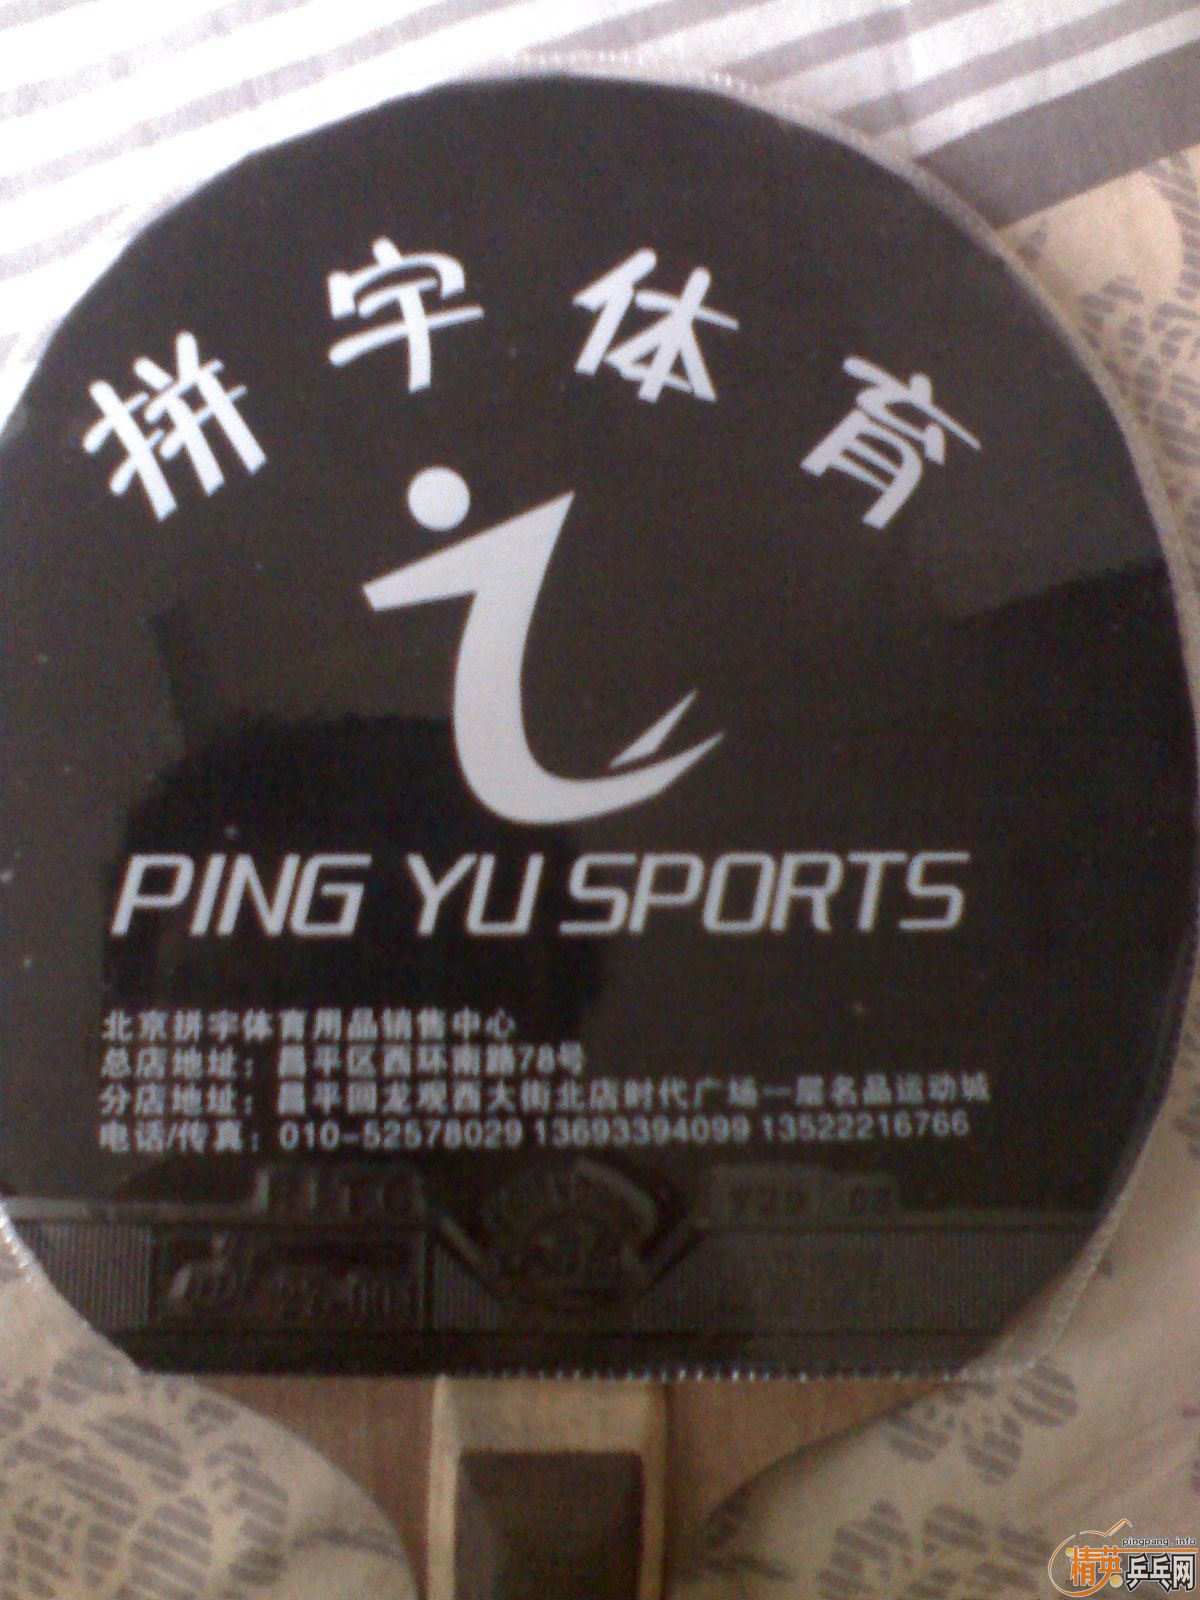 拼宇体育
PING YU SPORTS
北京拼宇体育用品销售中心
总店地址：昌平区西环南路78号
分店地址：昌平回龙观西大街北店时代广场一层名品运动城
电话/传真：010-52578029 13693394099 13522216766
pingpang.info
精英乒乓网